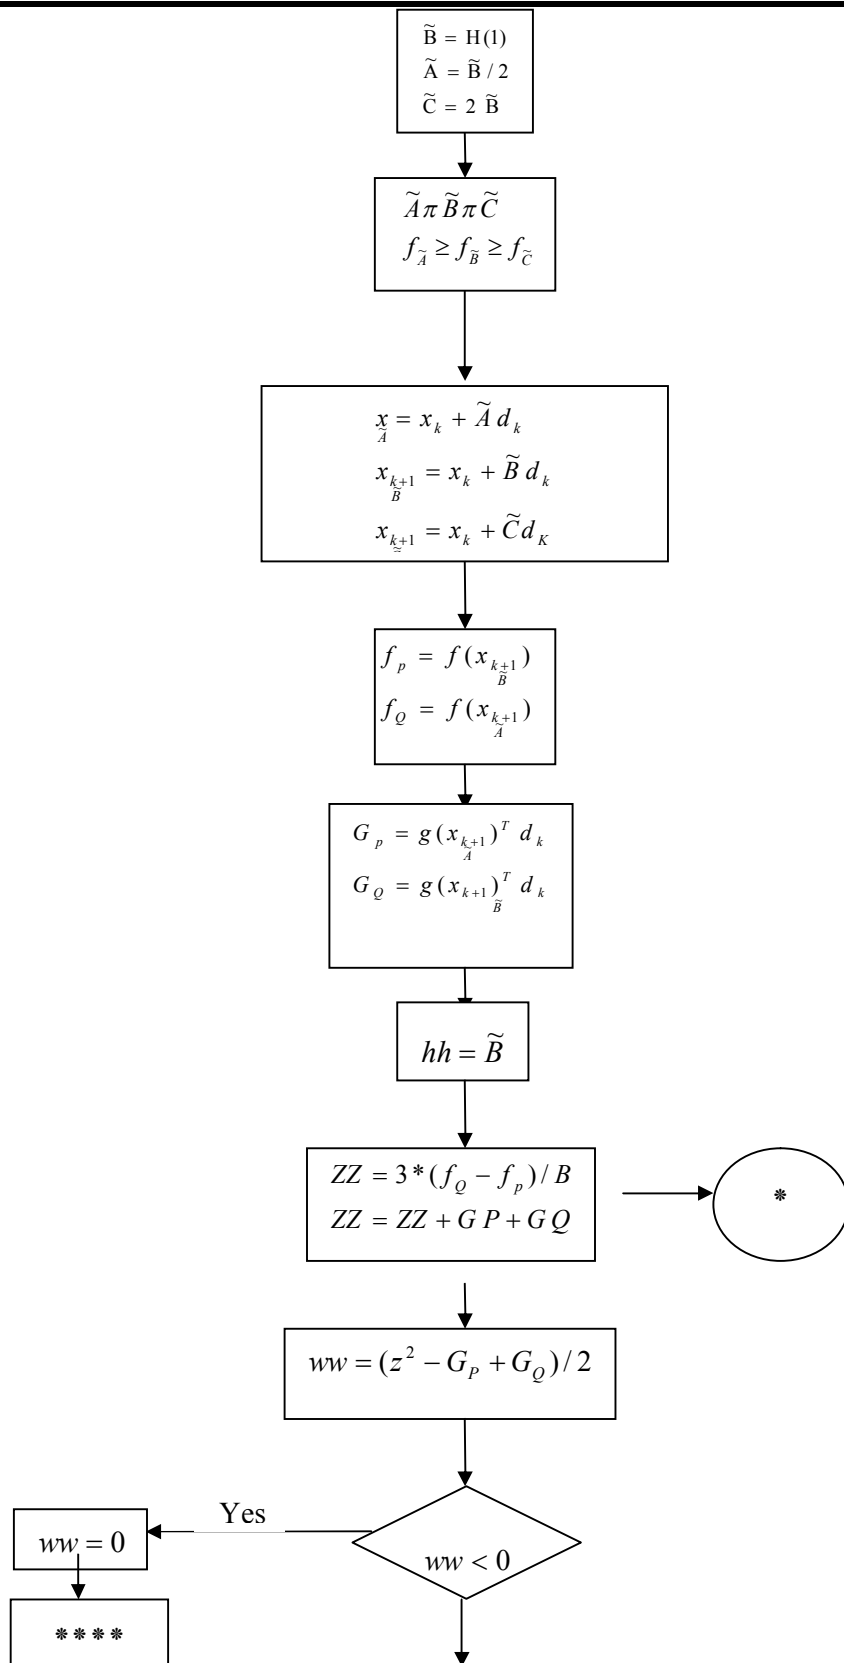 B̃ = H(1)
Ã = B̃ / 2
C̃ = 2 B̃
Ã π B̃ π C̃
f_Ã ≥ f_B̃ ≥ f_C̃
x_Ã = x_k + Ã d_k
x_{k+1 B̃} = x_k + B̃ d_k
x_{k+1 ≈} = x_k + C̃ d_K
f_p = f(x_{k+1 B̃})
f_Q = f(x_{k+1 Ã})
G_p = g(x_{k+1 Ã})^T d_k
G_Q = g(x_{k+1})^T_B̃ d_k
hh = B̃
ZZ = 3*(f_Q − f_p)/B
ZZ = ZZ + G P + G Q
*
ww = (z² − G_P + G_Q)/2
Yes
ww = 0
ww < 0
****